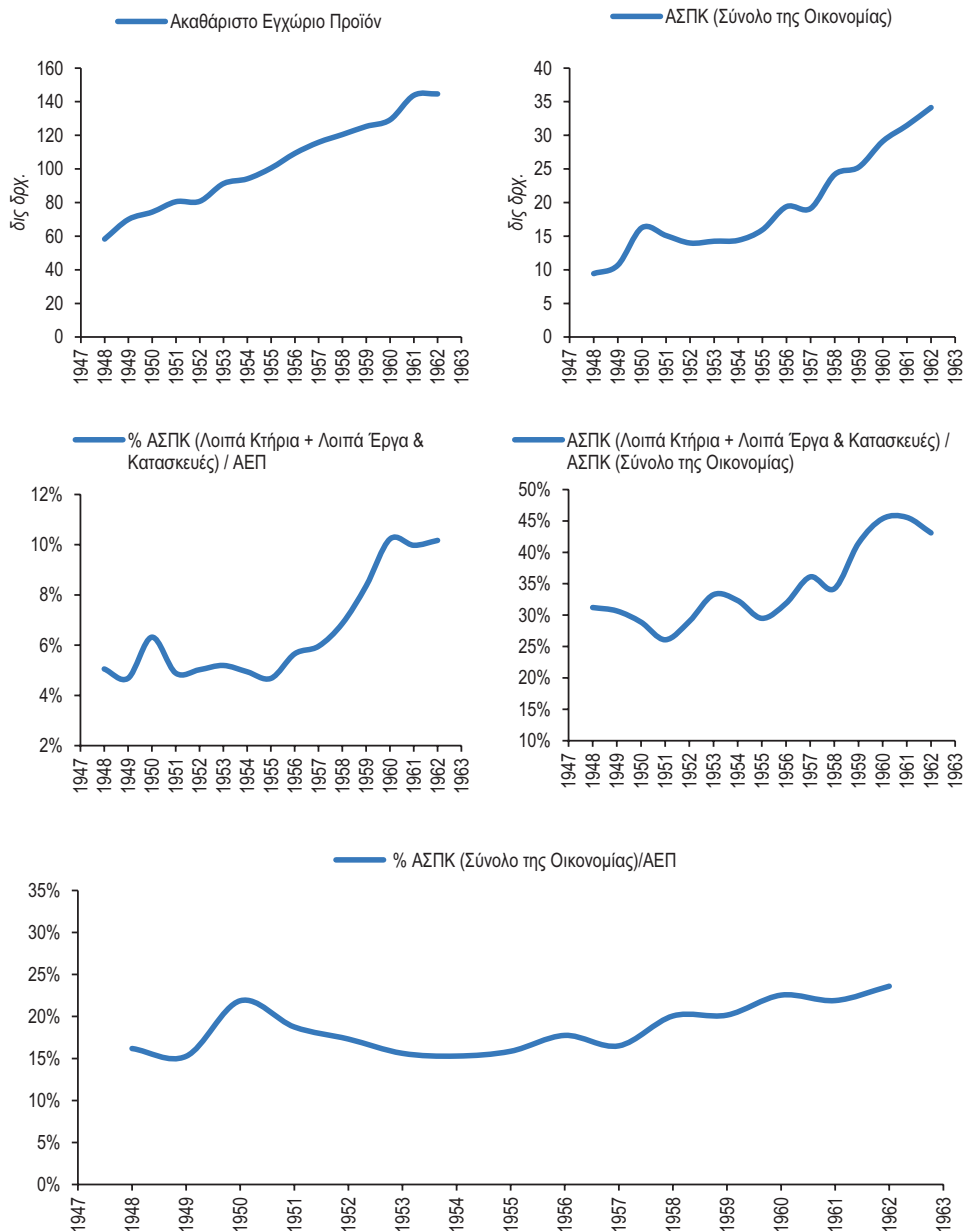 Ακαθάριστο Εγχώριο Προϊόν
160
140
120
100
80
60
40
20
0
δις δρχ.
1947 1948 1949 1950 1951 1952 1953 1954 1955 1956 1957 1958 1959 1960 1961 1962 1963
ΑΣΠΚ (Σύνολο της Οικονομίας)
40
35
30
25
20
15
10
5
0
δις δρχ.
1947 1948 1949 1950 1951 1952 1953 1954 1955 1956 1957 1958 1959 1960 1961 1962 1963
% ΑΣΠΚ (Λοιπά Κτήρια + Λοιπά Έργα &
Κατασκευές) / ΑΕΠ
12%
10%
8%
6%
4%
2%
1947 1948 1949 1950 1951 1952 1953 1954 1955 1956 1957 1958 1959 1960 1961 1962 1963
ΑΣΠΚ (Λοιπά Κτήρια + Λοιπά Έργα & Κατασκευές) /
ΑΣΠΚ (Σύνολο της Οικονομίας)
50%
45%
40%
35%
30%
25%
20%
15%
10%
1947 1948 1949 1950 1951 1952 1953 1954 1955 1956 1957 1958 1959 1960 1961 1962 1963
% ΑΣΠΚ (Σύνολο της Οικονομίας)/ΑΕΠ
35%
30%
25%
20%
15%
10%
5%
0%
1947 1948 1949 1950 1951 1952 1953 1954 1955 1956 1957 1958 1959 1960 1961 1962 1963